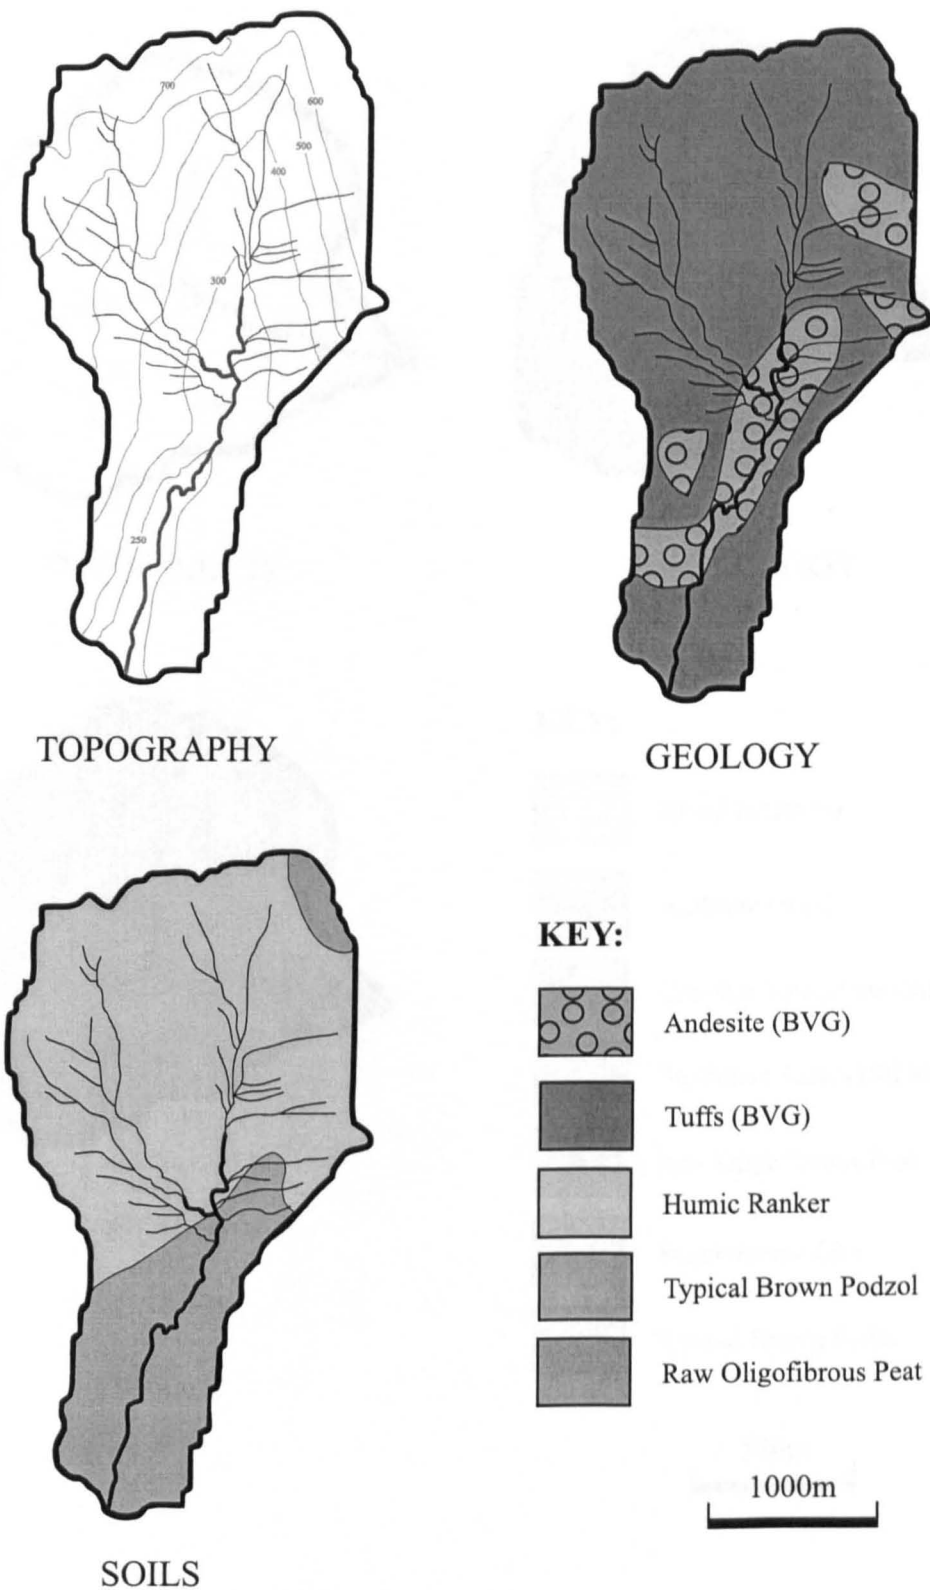 700
600
500
400
300
250
TOPOGRAPHY
GEOLOGY
KEY:
Andesite (BVG)
Tuffs (BVG)
Humic Ranker
Typical Brown Podzol
Raw Oligofibrous Peat
1000m
SOILS